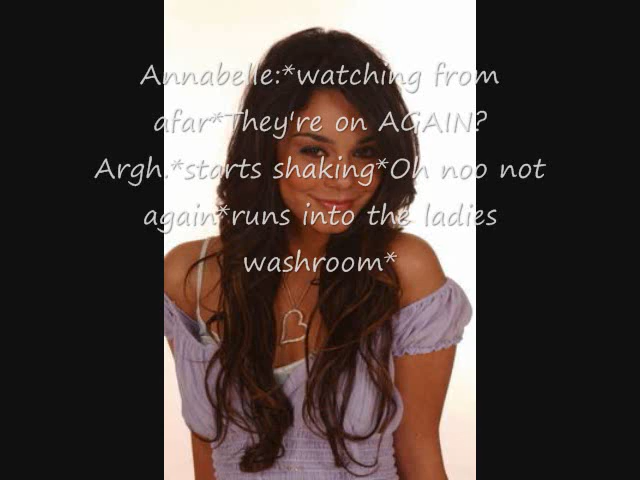 Annabelle:*watching from
afar*They're on AGAIN?
Argh.*starts shaking*Oh noo not
again*runs into the ladies
washroom*